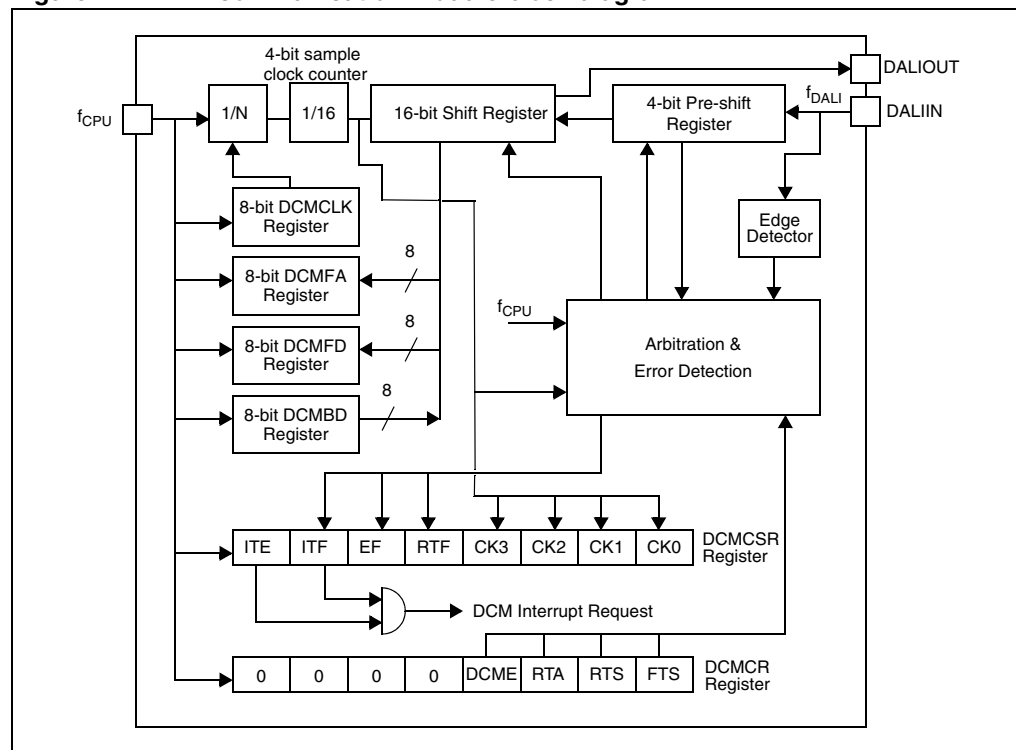 4-bit sample
clock counter
DALIOUT
fDALI
DALIIN
fCPU
1/N
1/16
16-bit Shift Register
4-bit Pre-shift
Register
8-bit DCMCLK
Register
Edge
Detector
8
8-bit DCMFA
Register
fCPU
8
8-bit DCMFD
Register
Arbitration &
Error Detection
8
8-bit DCMBD
Register
ITE ITF EF RTF CK3 CK2 CK1 CK0
DCMCSR
Register
DCM Interrupt Request
0 0 0 0 DCME RTA RTS FTS
DCMCR
Register